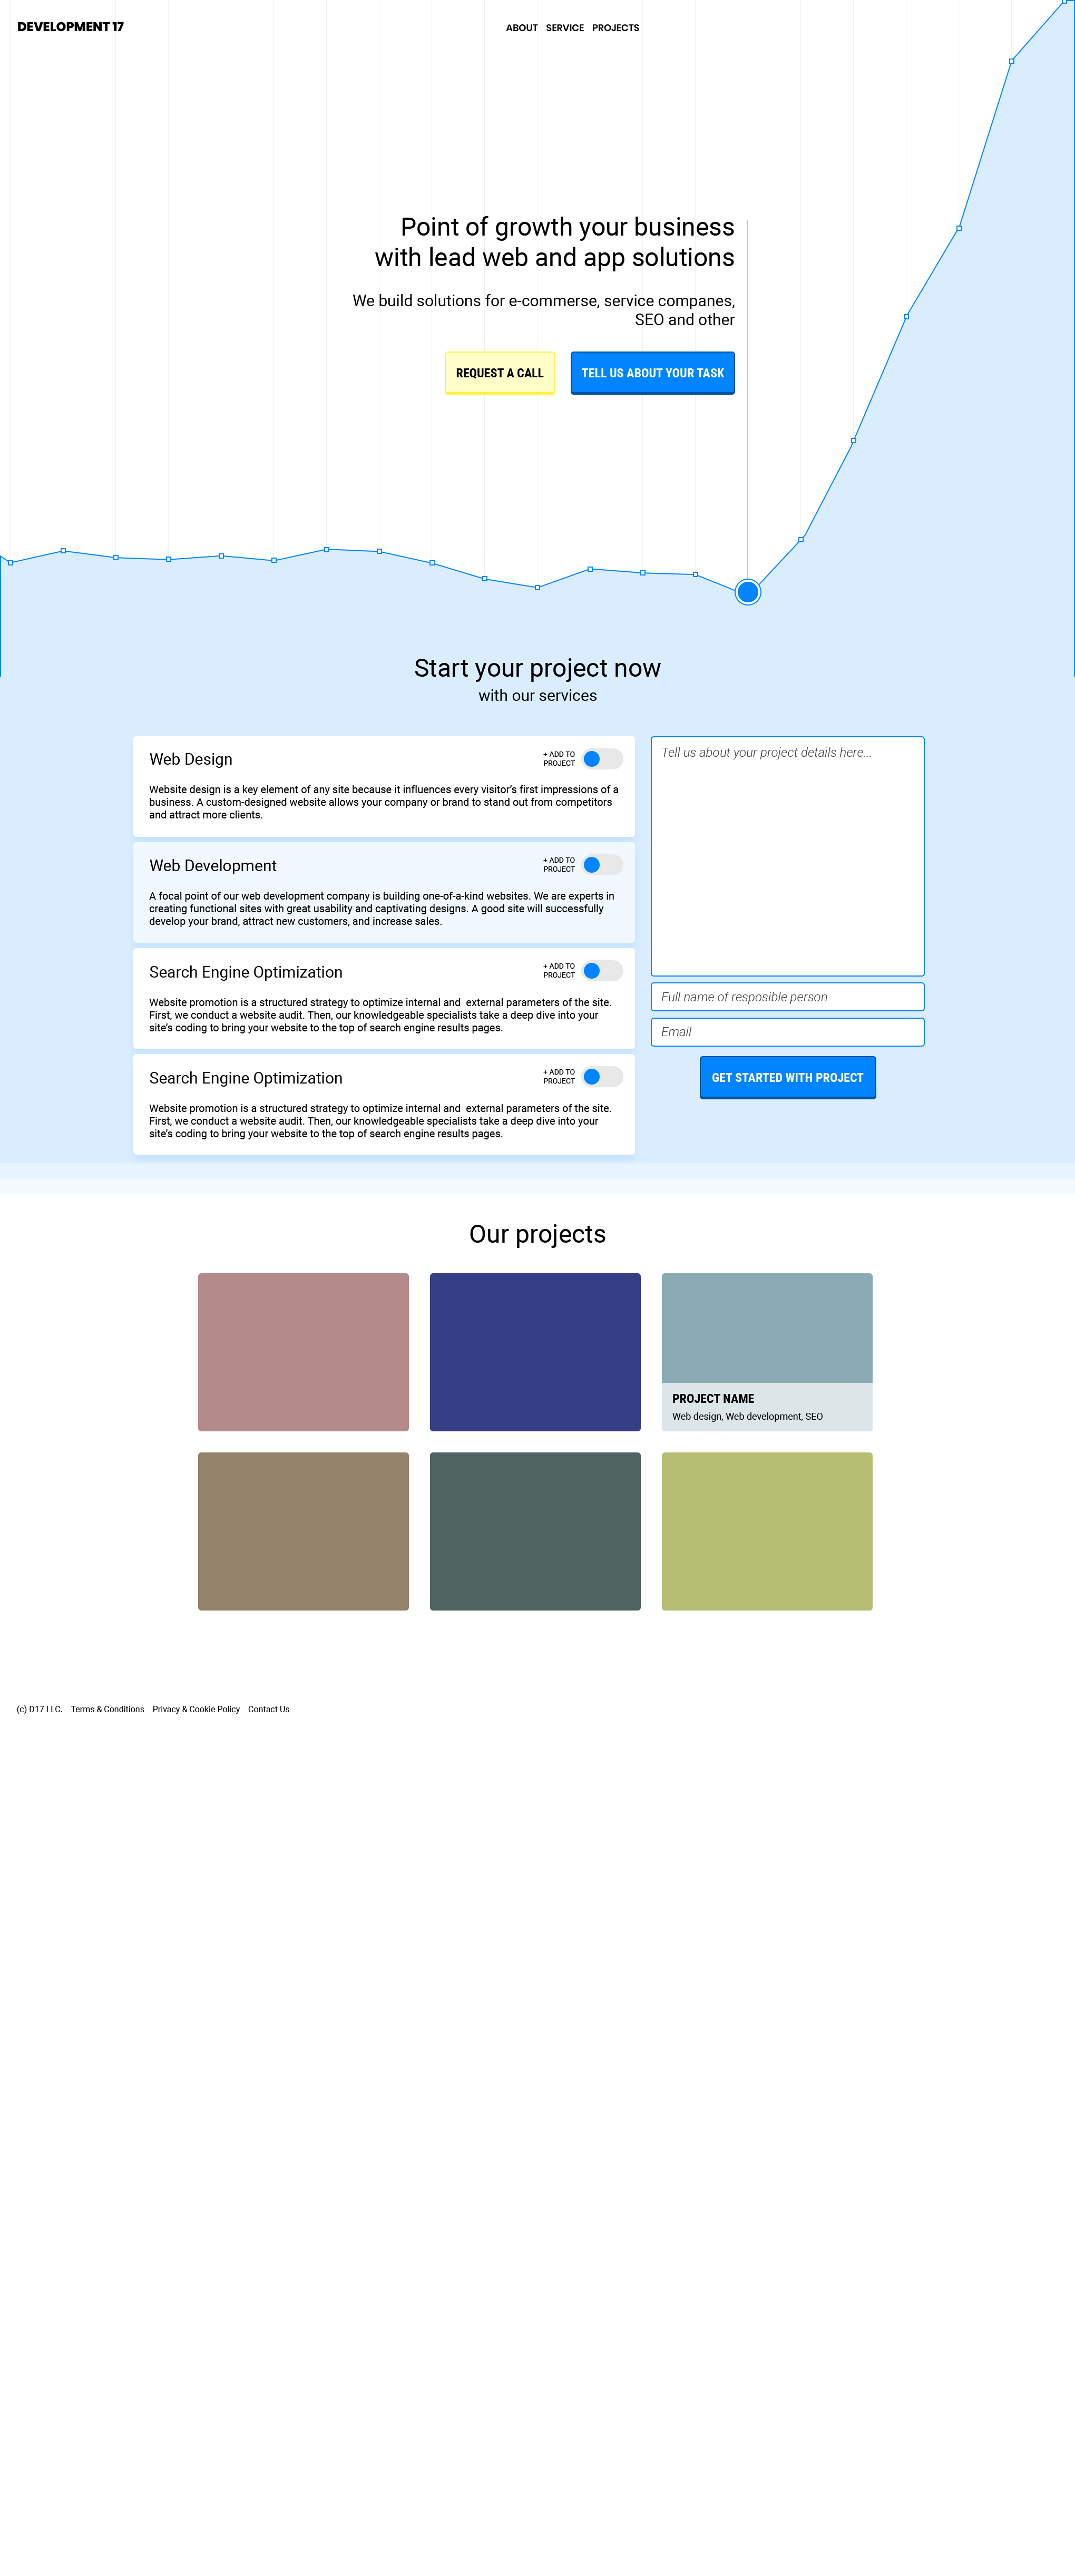 DEVELOPMENT 17
ABOUT SERVICE PROJECTS
Point of growth your business
with lead web and app solutions
We build solutions for e-commerse, service companes,
SEO and other
REQUEST A CALL
TELL US ABOUT YOUR TASK
Start your project now
with our services
Web Design
+ ADD TO
PROJECT
Website design is a key element of any site because it influences every visitor’s first impressions of a
business. A custom-designed website allows your company or brand to stand out from competitors
and attract more clients.
Web Development
+ ADD TO
PROJECT
A focal point of our web development company is building one-of-a-kind websites. We are experts in
creating functional sites with great usability and captivating designs. A good site will successfully
develop your brand, attract new customers, and increase sales.
Search Engine Optimization
+ ADD TO
PROJECT
Website promotion is a structured strategy to optimize internal and  external parameters of the site.
First, we conduct a website audit. Then, our knowledgeable specialists take a deep dive into your
site’s coding to bring your website to the top of search engine results pages.
Search Engine Optimization
+ ADD TO
PROJECT
Website promotion is a structured strategy to optimize internal and  external parameters of the site.
First, we conduct a website audit. Then, our knowledgeable specialists take a deep dive into your
site’s coding to bring your website to the top of search engine results pages.
Tell us about your project details here...
Full name of resposible person
Email
GET STARTED WITH PROJECT
Our projects
PROJECT NAME
Web design, Web development, SEO
(c) D17 LLC. Terms & Conditions Privacy & Cookie Policy Contact Us